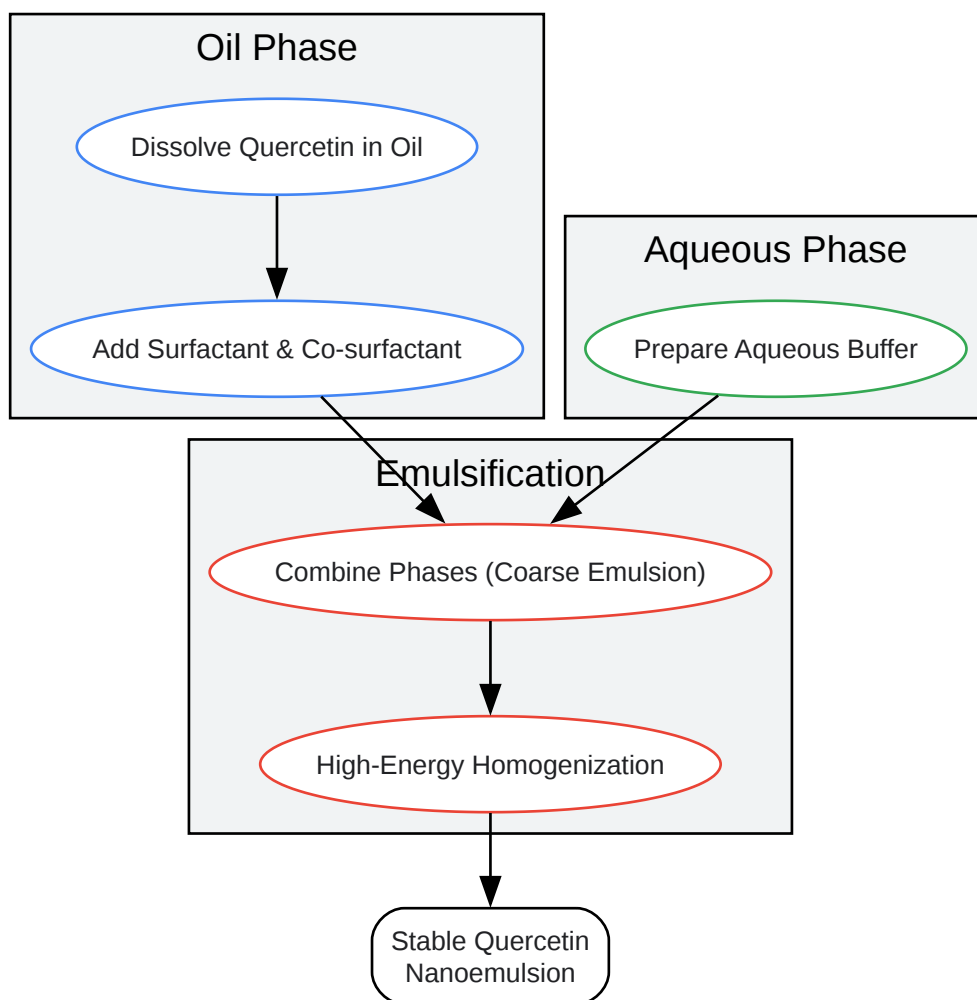 Oil Phase
Dissolve Quercetin in Oil
Add Surfactant & Co-surfactant
Aqueous Phase
Prepare Aqueous Buffer
Emulsification
Combine Phases (Coarse Emulsion)
High-Energy Homogenization
Stable Quercetin
Nanoemulsion